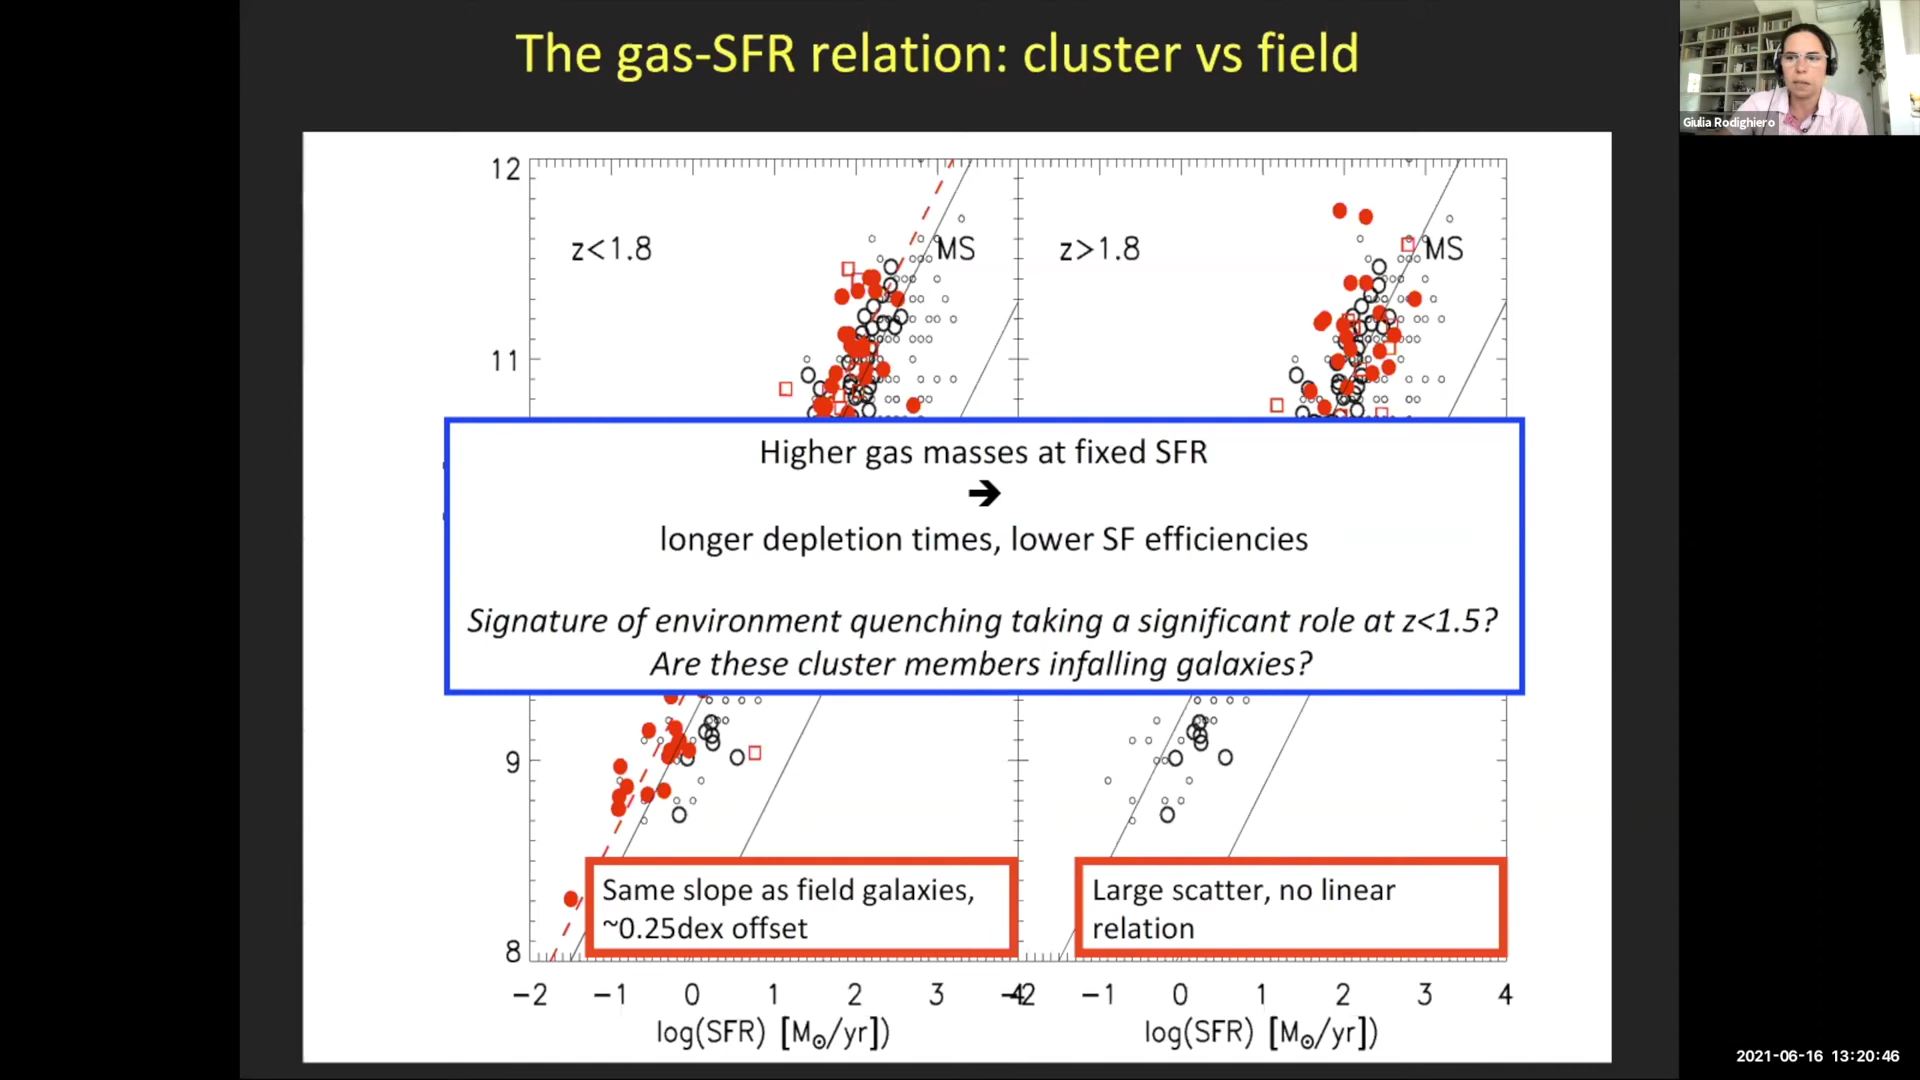 The gas-SFR relation: cluster vs field
Giulia Rodighiero
12
z<1.8
MS
z>1.8
MS
11
Higher gas masses at fixed SFR
➔
longer depletion times, lower SF efficiencies
Signature of environment quenching taking a significant role at z<1.5?
Are these cluster members infalling galaxies?
9
Same slope as field galaxies,
~0.25dex offset
Large scatter, no linear
relation
8
−2 −1 0 1 2 3 4
−2 −1 0 1 2 3 4
log(SFR) [M⊙/yr])
log(SFR) [M⊙/yr])
2021-06-16 13:20:46